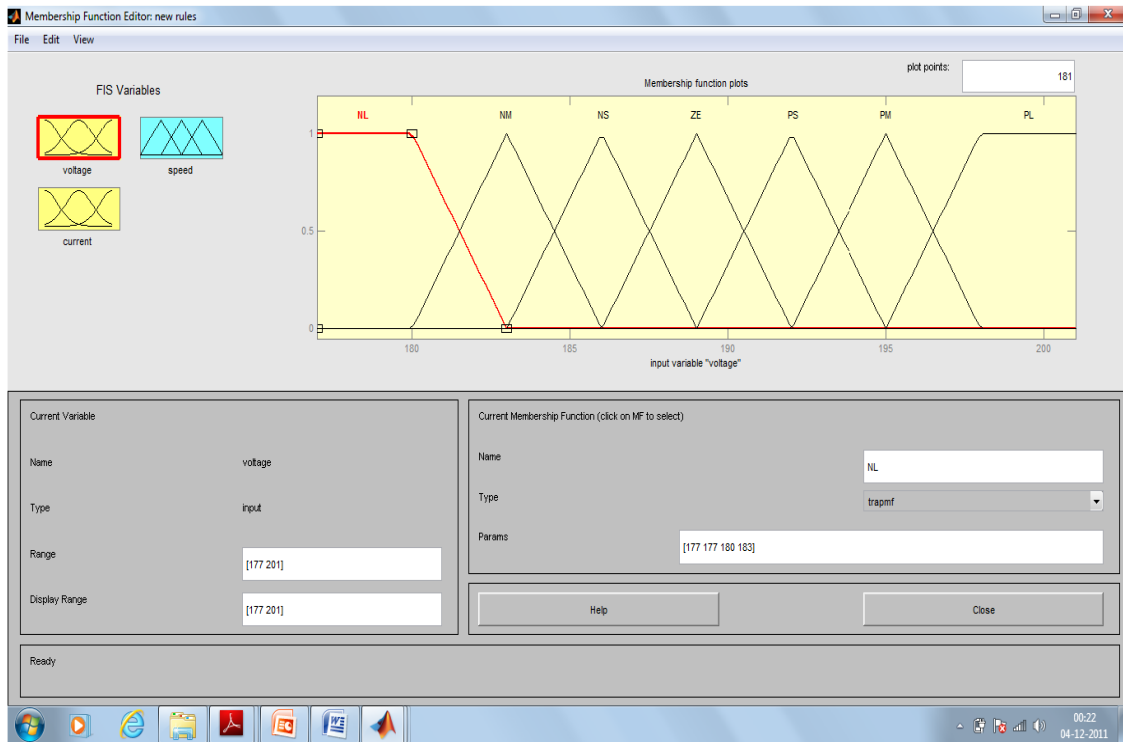 Membership Function Editor: new rules
File Edit View
plot points: 181
FIS Variables
Membership function plots
voltage speed
current
NL NM NS ZE PS PM PL
1
0.5
0
180 185 190 195 200
input variable "voltage"
Current Variable
Name voltage
Type input
Range [177 201]
Display Range [177 201]
Current Membership Function (click on MF to select)
Name NL
Type trapmf
Params [177 177 180 183]
Help Close
Ready
00:22
04-12-2011